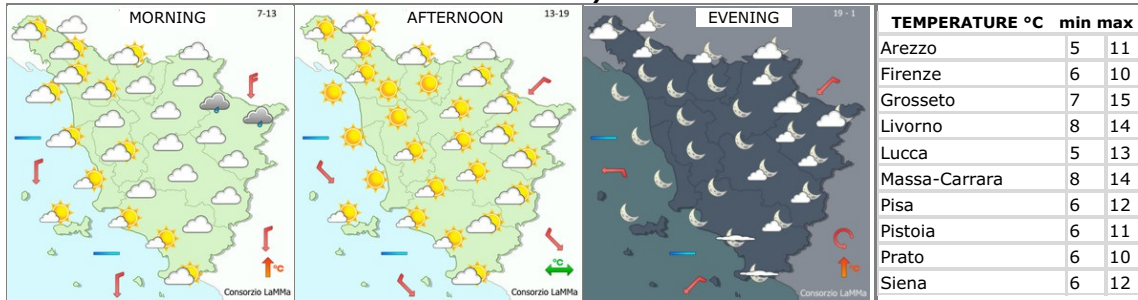 MORNING
7-13
°C
Consorzio LaMMa
AFTERNOON
13-19
°C
Consorzio LaMMa
EVENING
19 - 1
°C
Consorzio LaMMa
TEMPERATURE °C min max
Arezzo 5 11
Firenze 6 10
Grosseto 7 15
Livorno 8 14
Lucca 5 13
Massa-Carrara 8 14
Pisa 6 12
Pistoia 6 11
Prato 6 10
Siena 6 12